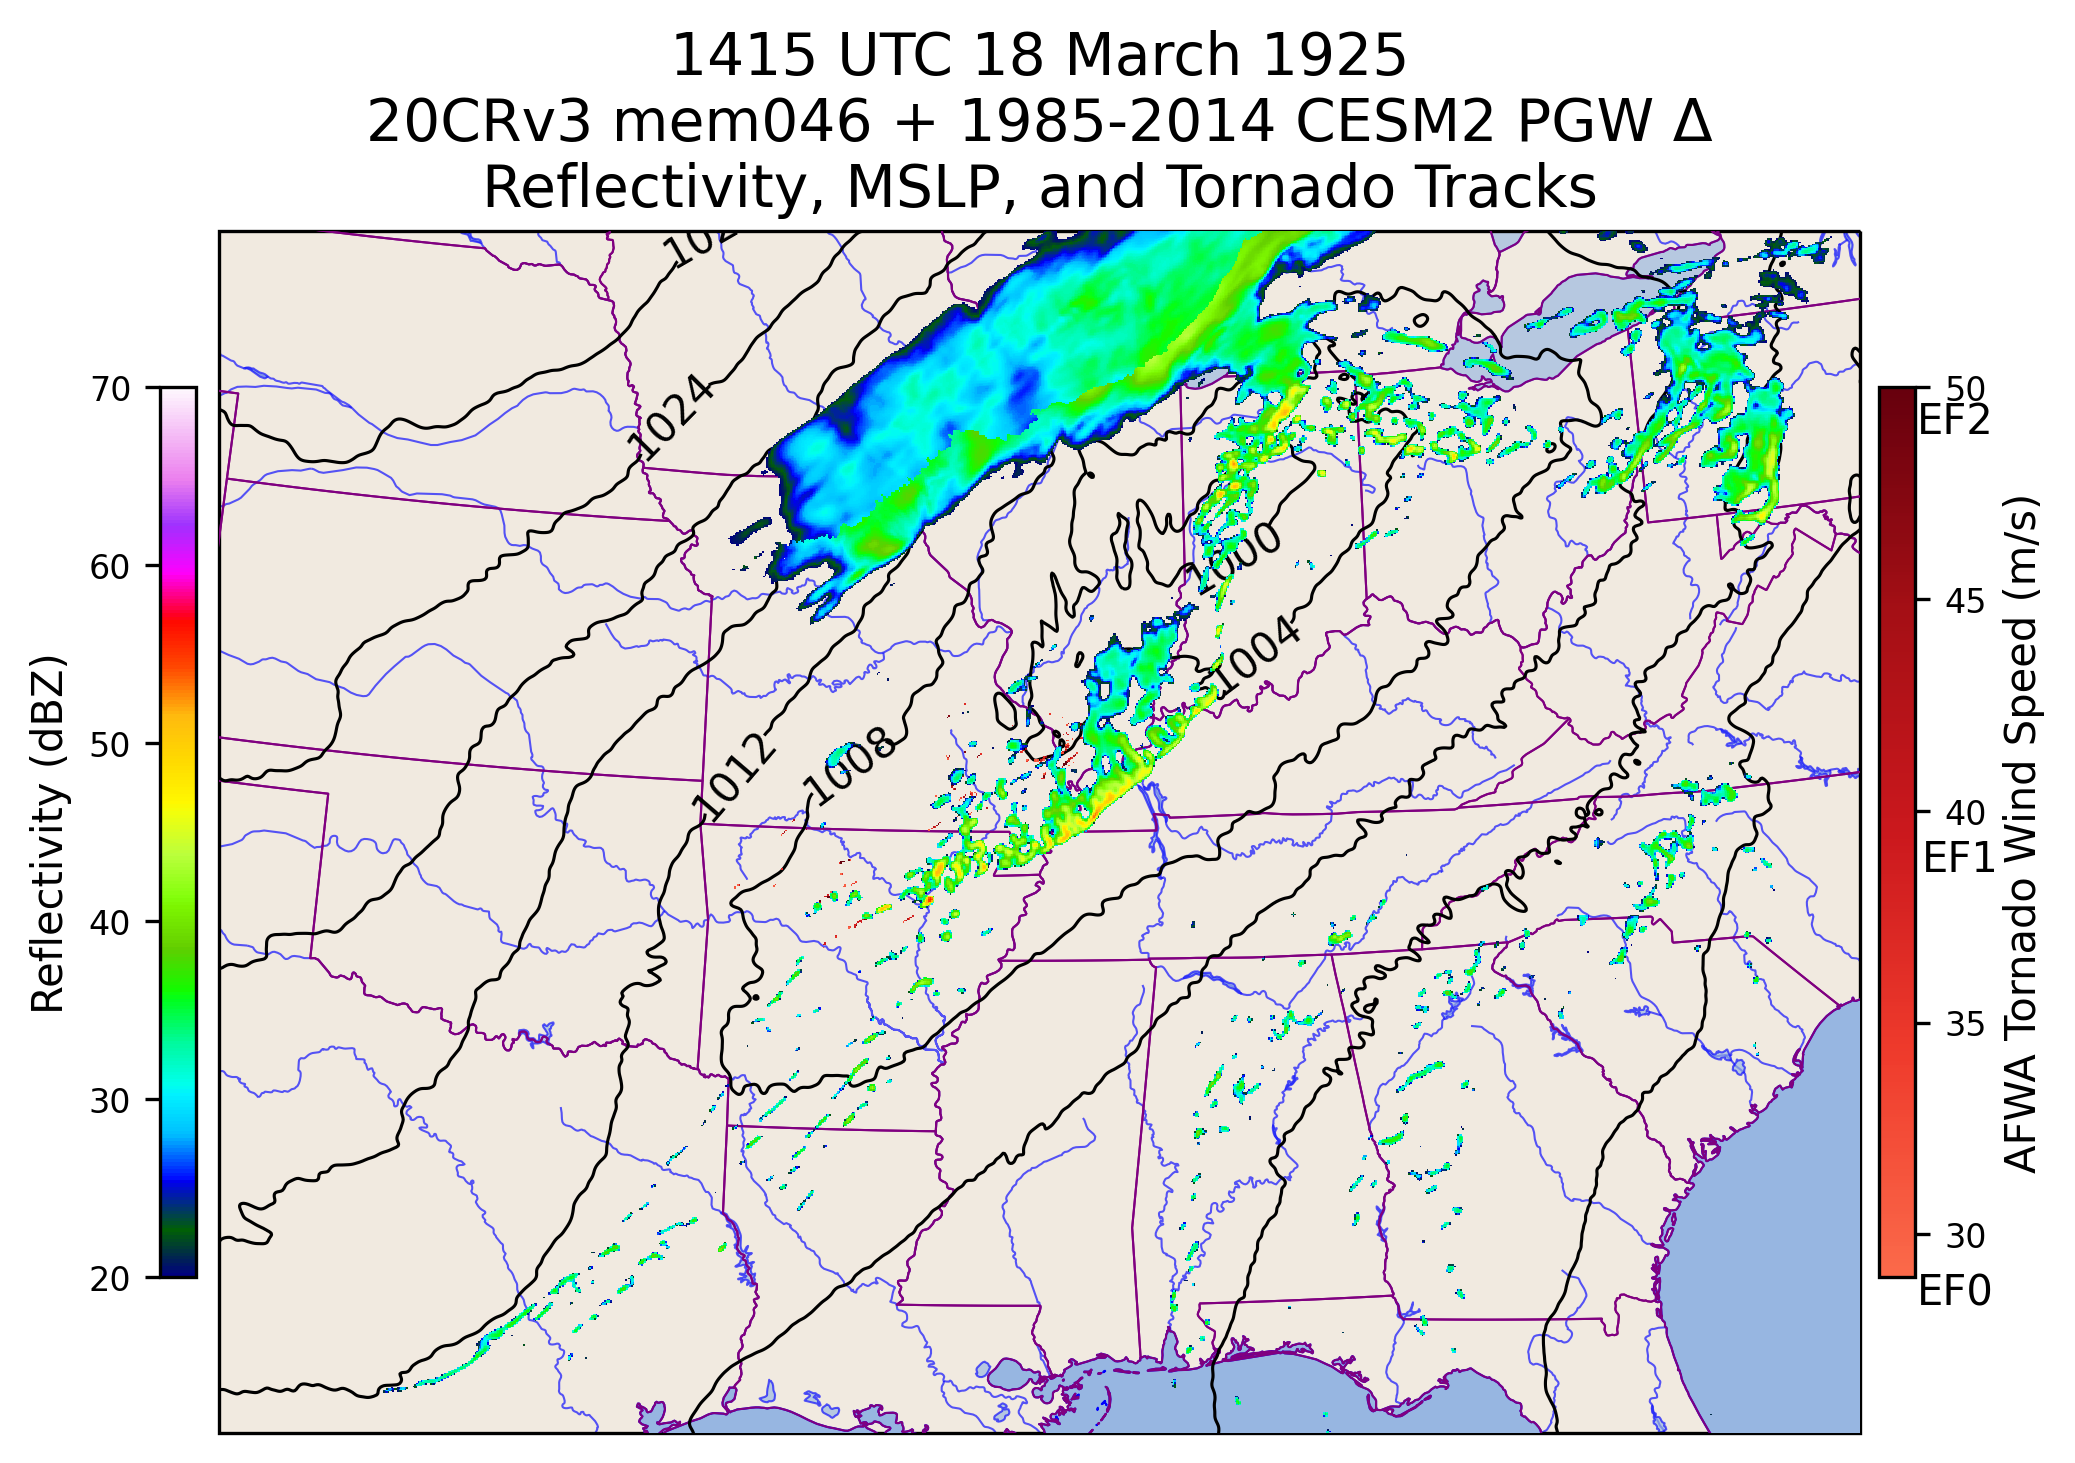 1415 UTC 18 March 1925
20CRv3 mem046 + 1985-2014 CESM2 PGW Δ
Reflectivity, MSLP, and Tornado Tracks
1024
1012
1008
1000
1004
70
60
50
40
30
20
Reflectivity (dBZ)
50
EF2
45
40
EF1
35
30
EF0
AFWA Tornado Wind Speed (m/s)